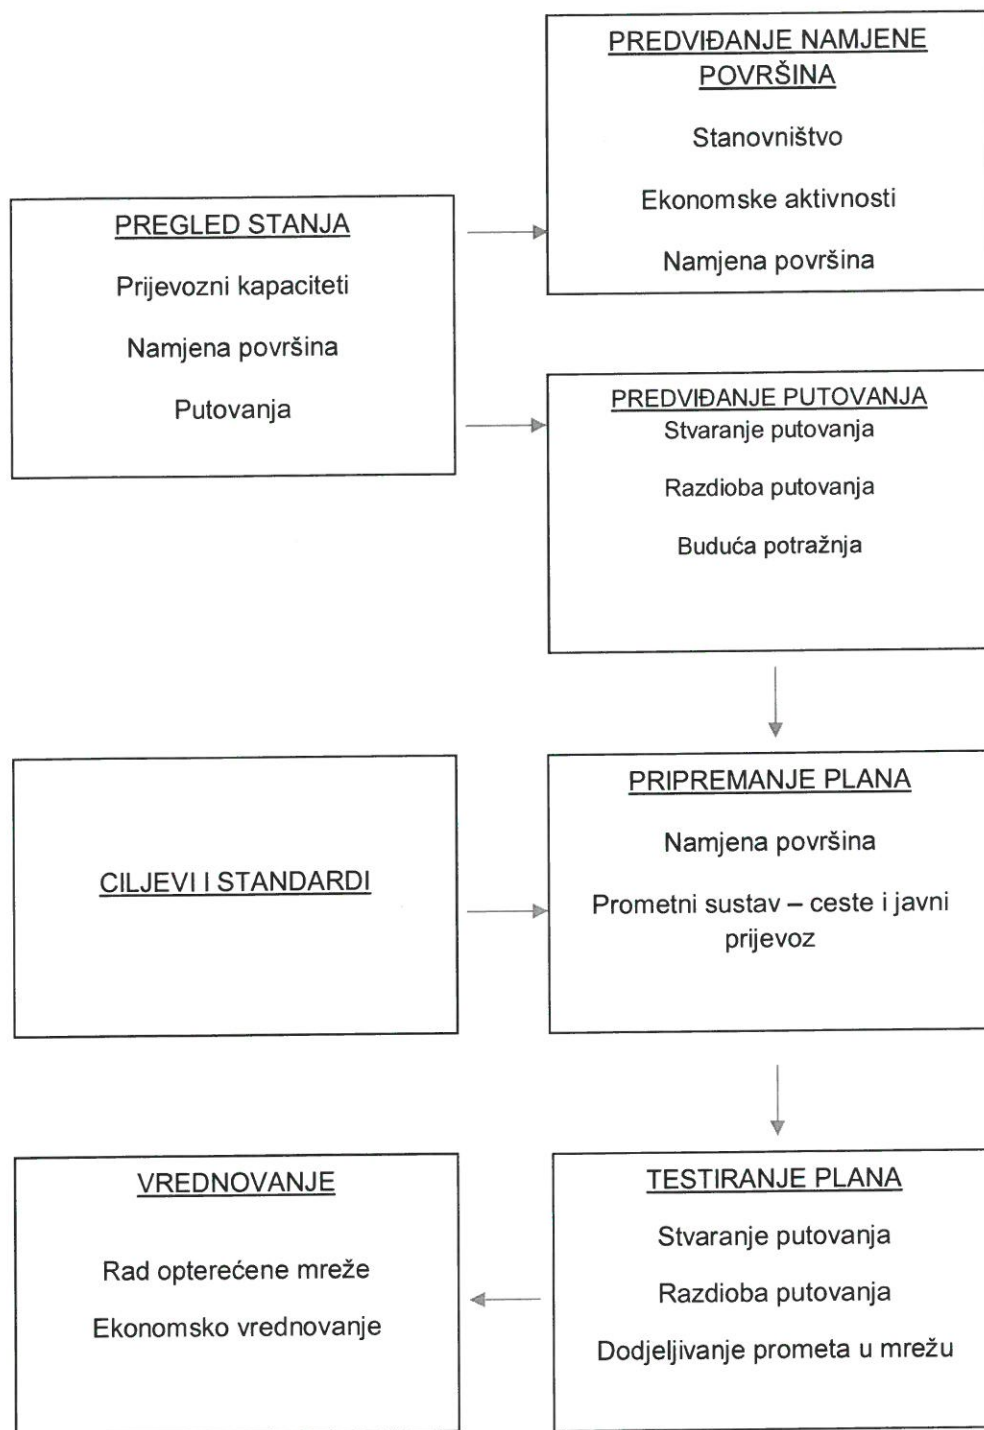 PREDVIĐANJE NAMJENE
POVRŠINA
Stanovništvo
Ekonomske aktivnosti
Namjena površina
PREGLED STANJA
Prijevozni kapaciteti
Namjena površina
Putovanja
PREDVIĐANJE PUTOVANJA
Stvaranje putovanja
Razdioba putovanja
Buduća potražnja
CILJEVI I STANDARDI
PRIPREMANJE PLANA
Namjena površina
Prometni sustav – ceste i javni
prijevoz
VREDNOVANJE
Rad opterećene mreže
Ekonomsko vrednovanje
TESTIRANJE PLANA
Stvaranje putovanja
Razdioba putovanja
Dodjeljivanje prometa u mrežu